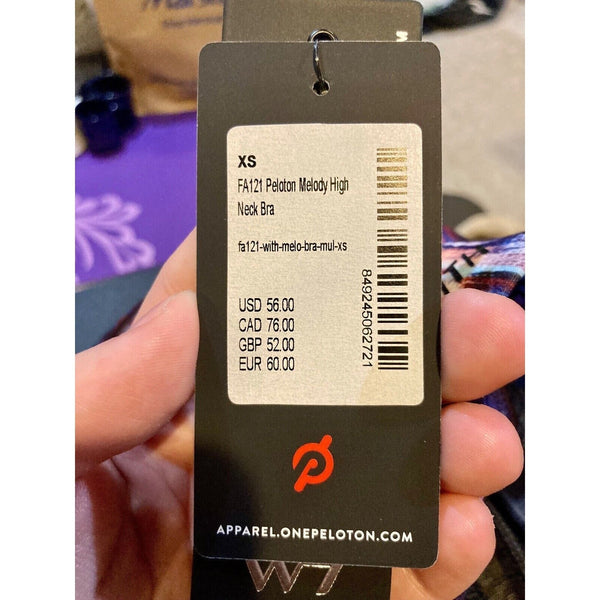 XS
FA121 Peloton Melody High
Neck Bra
fa121-with-melo-bra-mul-xs
849245062721
USD 56.00
CAD 76.00
GBP 52.00
EUR 60.00
APPAREL.ONEPELOTON.COM